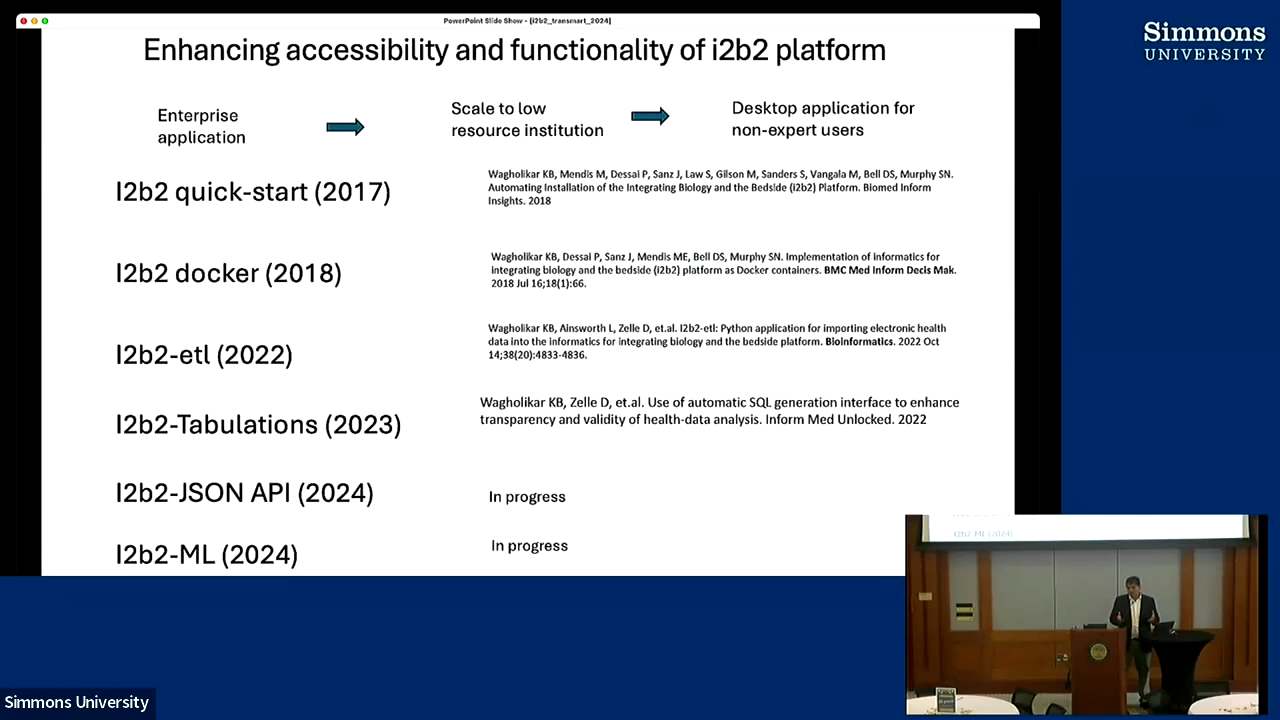 PowerPoint Slide Show - [i2b2_transmart_2024]
Simmons
UNIVERSITY
Enhancing accessibility and functionality of i2b2 platform
Enterprise
application
Scale to low
resource institution
Desktop application for
non-expert users
I2b2 quick-start (2017)
Wagholikar KB, Mendis M, Dessai P, Sanz J, Law S, Gilson M, Sanders S, Vangala M, Bell DS, Murphy SN.
Automating Installation of the Integrating Biology and the Bedside (i2b2) Platform. Biomed Inform
Insights. 2018
I2b2 docker (2018)
Wagholikar KB, Dessai P, Sanz J, Mendis ME, Bell DS, Murphy SN. Implementation of informatics for
integrating biology and the bedside (i2b2) platform as Docker containers. BMC Med Inform Decis Mak.
2018 Jul 16;18(1):66.
I2b2-etl (2022)
Wagholikar KB, Ainsworth L, Zelle D, et.al. I2b2-etl: Python application for importing electronic health
data into the informatics for integrating biology and the bedside platform. Bioinformatics. 2022 Oct
14;38(20):4833-4836.
I2b2-Tabulations (2023)
Wagholikar KB, Zelle D, et.al. Use of automatic SQL generation interface to enhance
transparency and validity of health-data analysis. Inform Med Unlocked. 2022
I2b2-JSON API (2024)
In progress
I2b2-ML (2024)
In progress
I2b2-ML (2024)
Simmons University